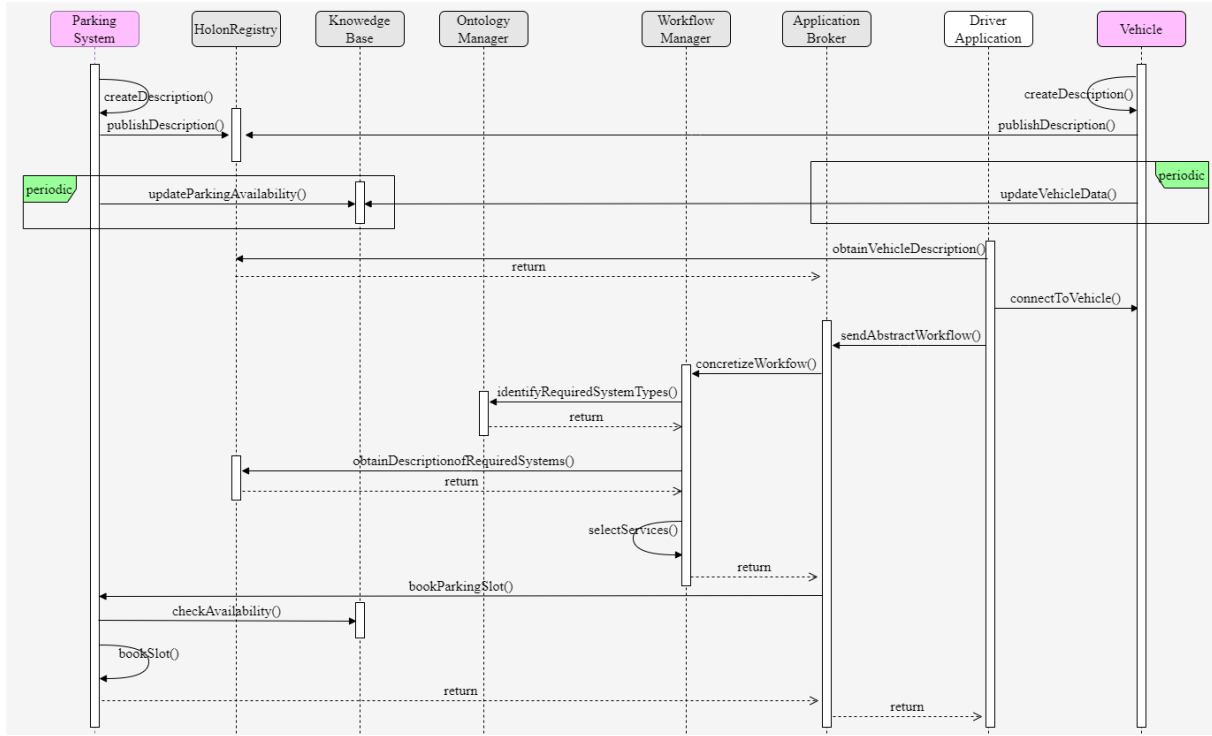 Parking
System
HolonRegistry
Knowedge
Base
Ontology
Manager
Workflow
Manager
Application
Broker
Driver
Application
Vehicle
createDescription()
createDescription()
publishDescription()
publishDescription()
periodic
updateParkingAvailability()
updateVehicleData()
periodic
obtainVehicleDescription()
return
connectToVehicle()
sendAbstractWorkflow()
concretizeWorkfow()
identifyRequiredSystemTypes()
return
obtainDescriptionofRequiredSystems()
return
selectServices()
return
bookParkingSlot()
checkAvailability()
bookSlot()
return
return